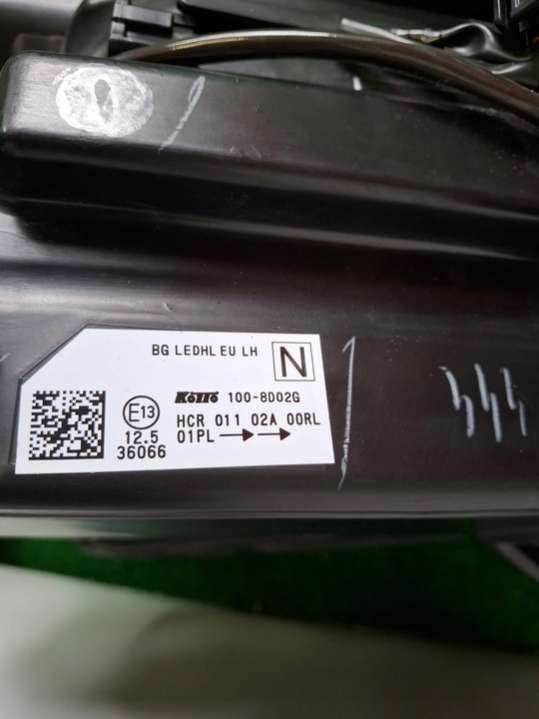 BG LEDHL EU LH
N
KOITO 100-8D02G
E13
HCR 011 02A 00RL
12.5
01PL →→
36066